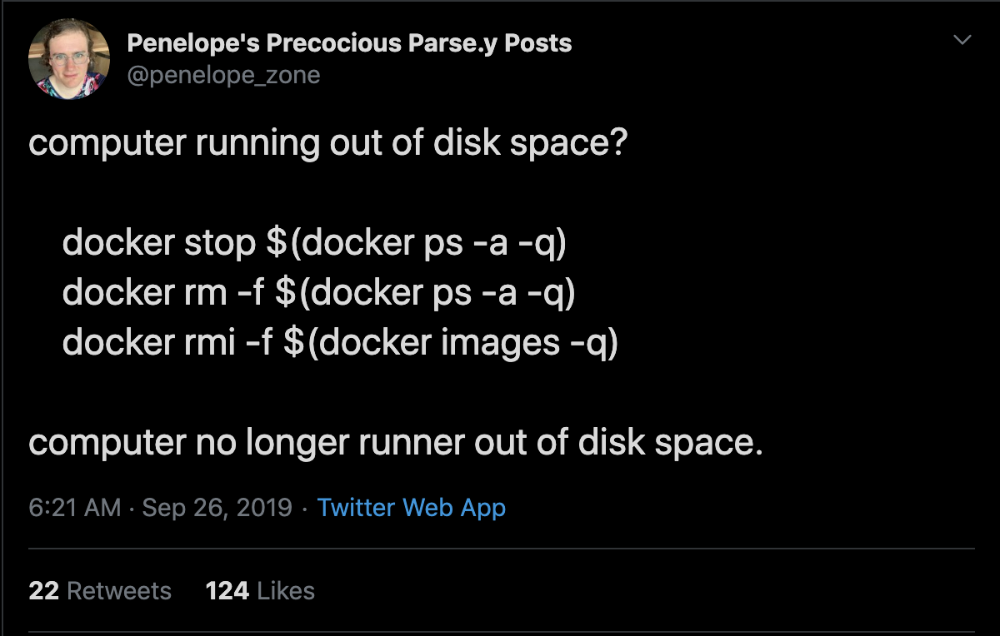 Penelope's Precocious Parse.y Posts
@penelope_zone
computer running out of disk space?
docker stop $(docker ps -a -q)
docker rm -f $(docker ps -a -q)
docker rmi -f $(docker images -q)
computer no longer runner out of disk space.
6:21 AM · Sep 26, 2019 · Twitter Web App
22 Retweets 124 Likes